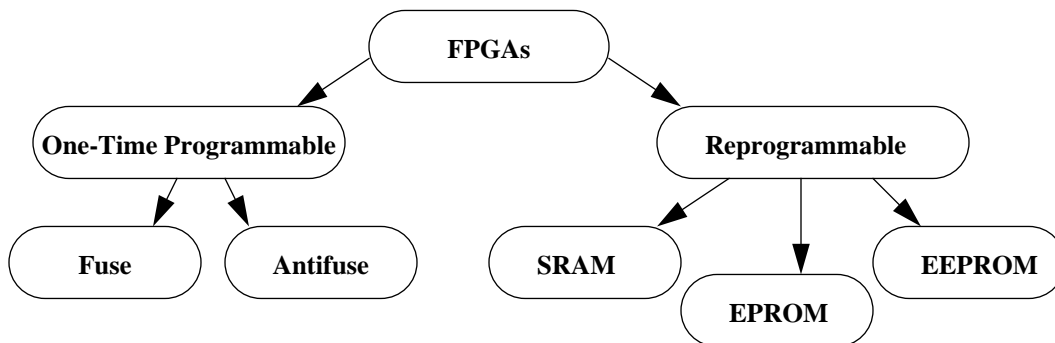 FPGAs
One-Time Programmable
Reprogrammable
Fuse
Antifuse
SRAM
EPROM
EEPROM